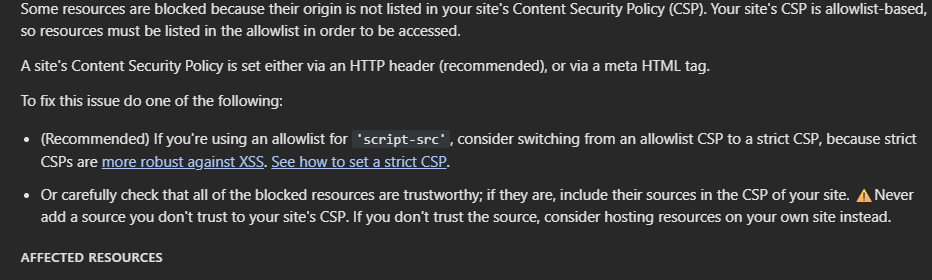 Some resources are blocked because their origin is not listed in your site's Content Security Policy (CSP). Your site's CSP is allowlist-based,
so resources must be listed in the allowlist in order to be accessed.
A site's Content Security Policy is set either via an HTTP header (recommended), or via a meta HTML tag.
To fix this issue do one of the following:
• (Recommended) If you're using an allowlist for 'script-src', consider switching from an allowlist CSP to a strict CSP, because strict
CSPs are more robust against XSS. See how to set a strict CSP.
• Or carefully check that all of the blocked resources are trustworthy; if they are, include their sources in the CSP of your site. ⚠️Never
add a source you don't trust to your site's CSP. If you don't trust the source, consider hosting resources on your own site instead.
AFFECTED RESOURCES